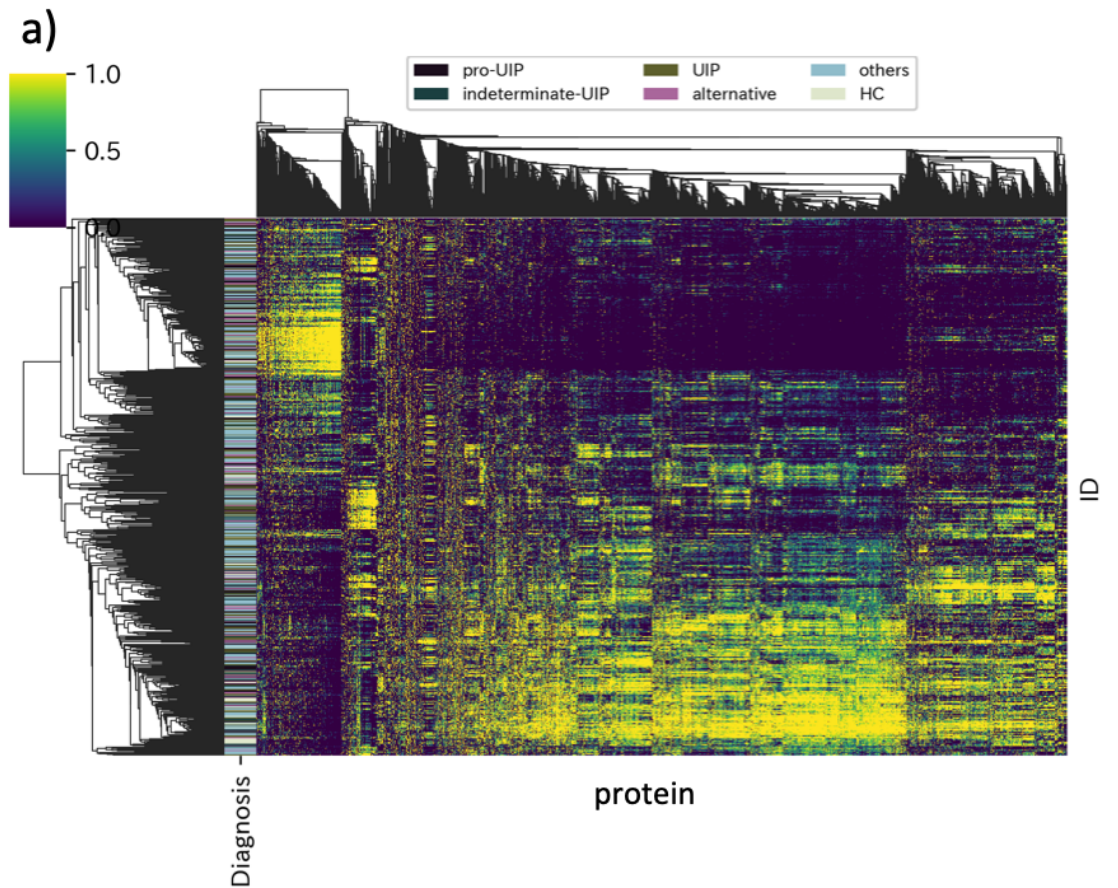 a)
1.0
0.5
0.0
pro-UIP
UIP
others
indeterminate-UIP
alternative
HC
ID
protein
Diagnosis